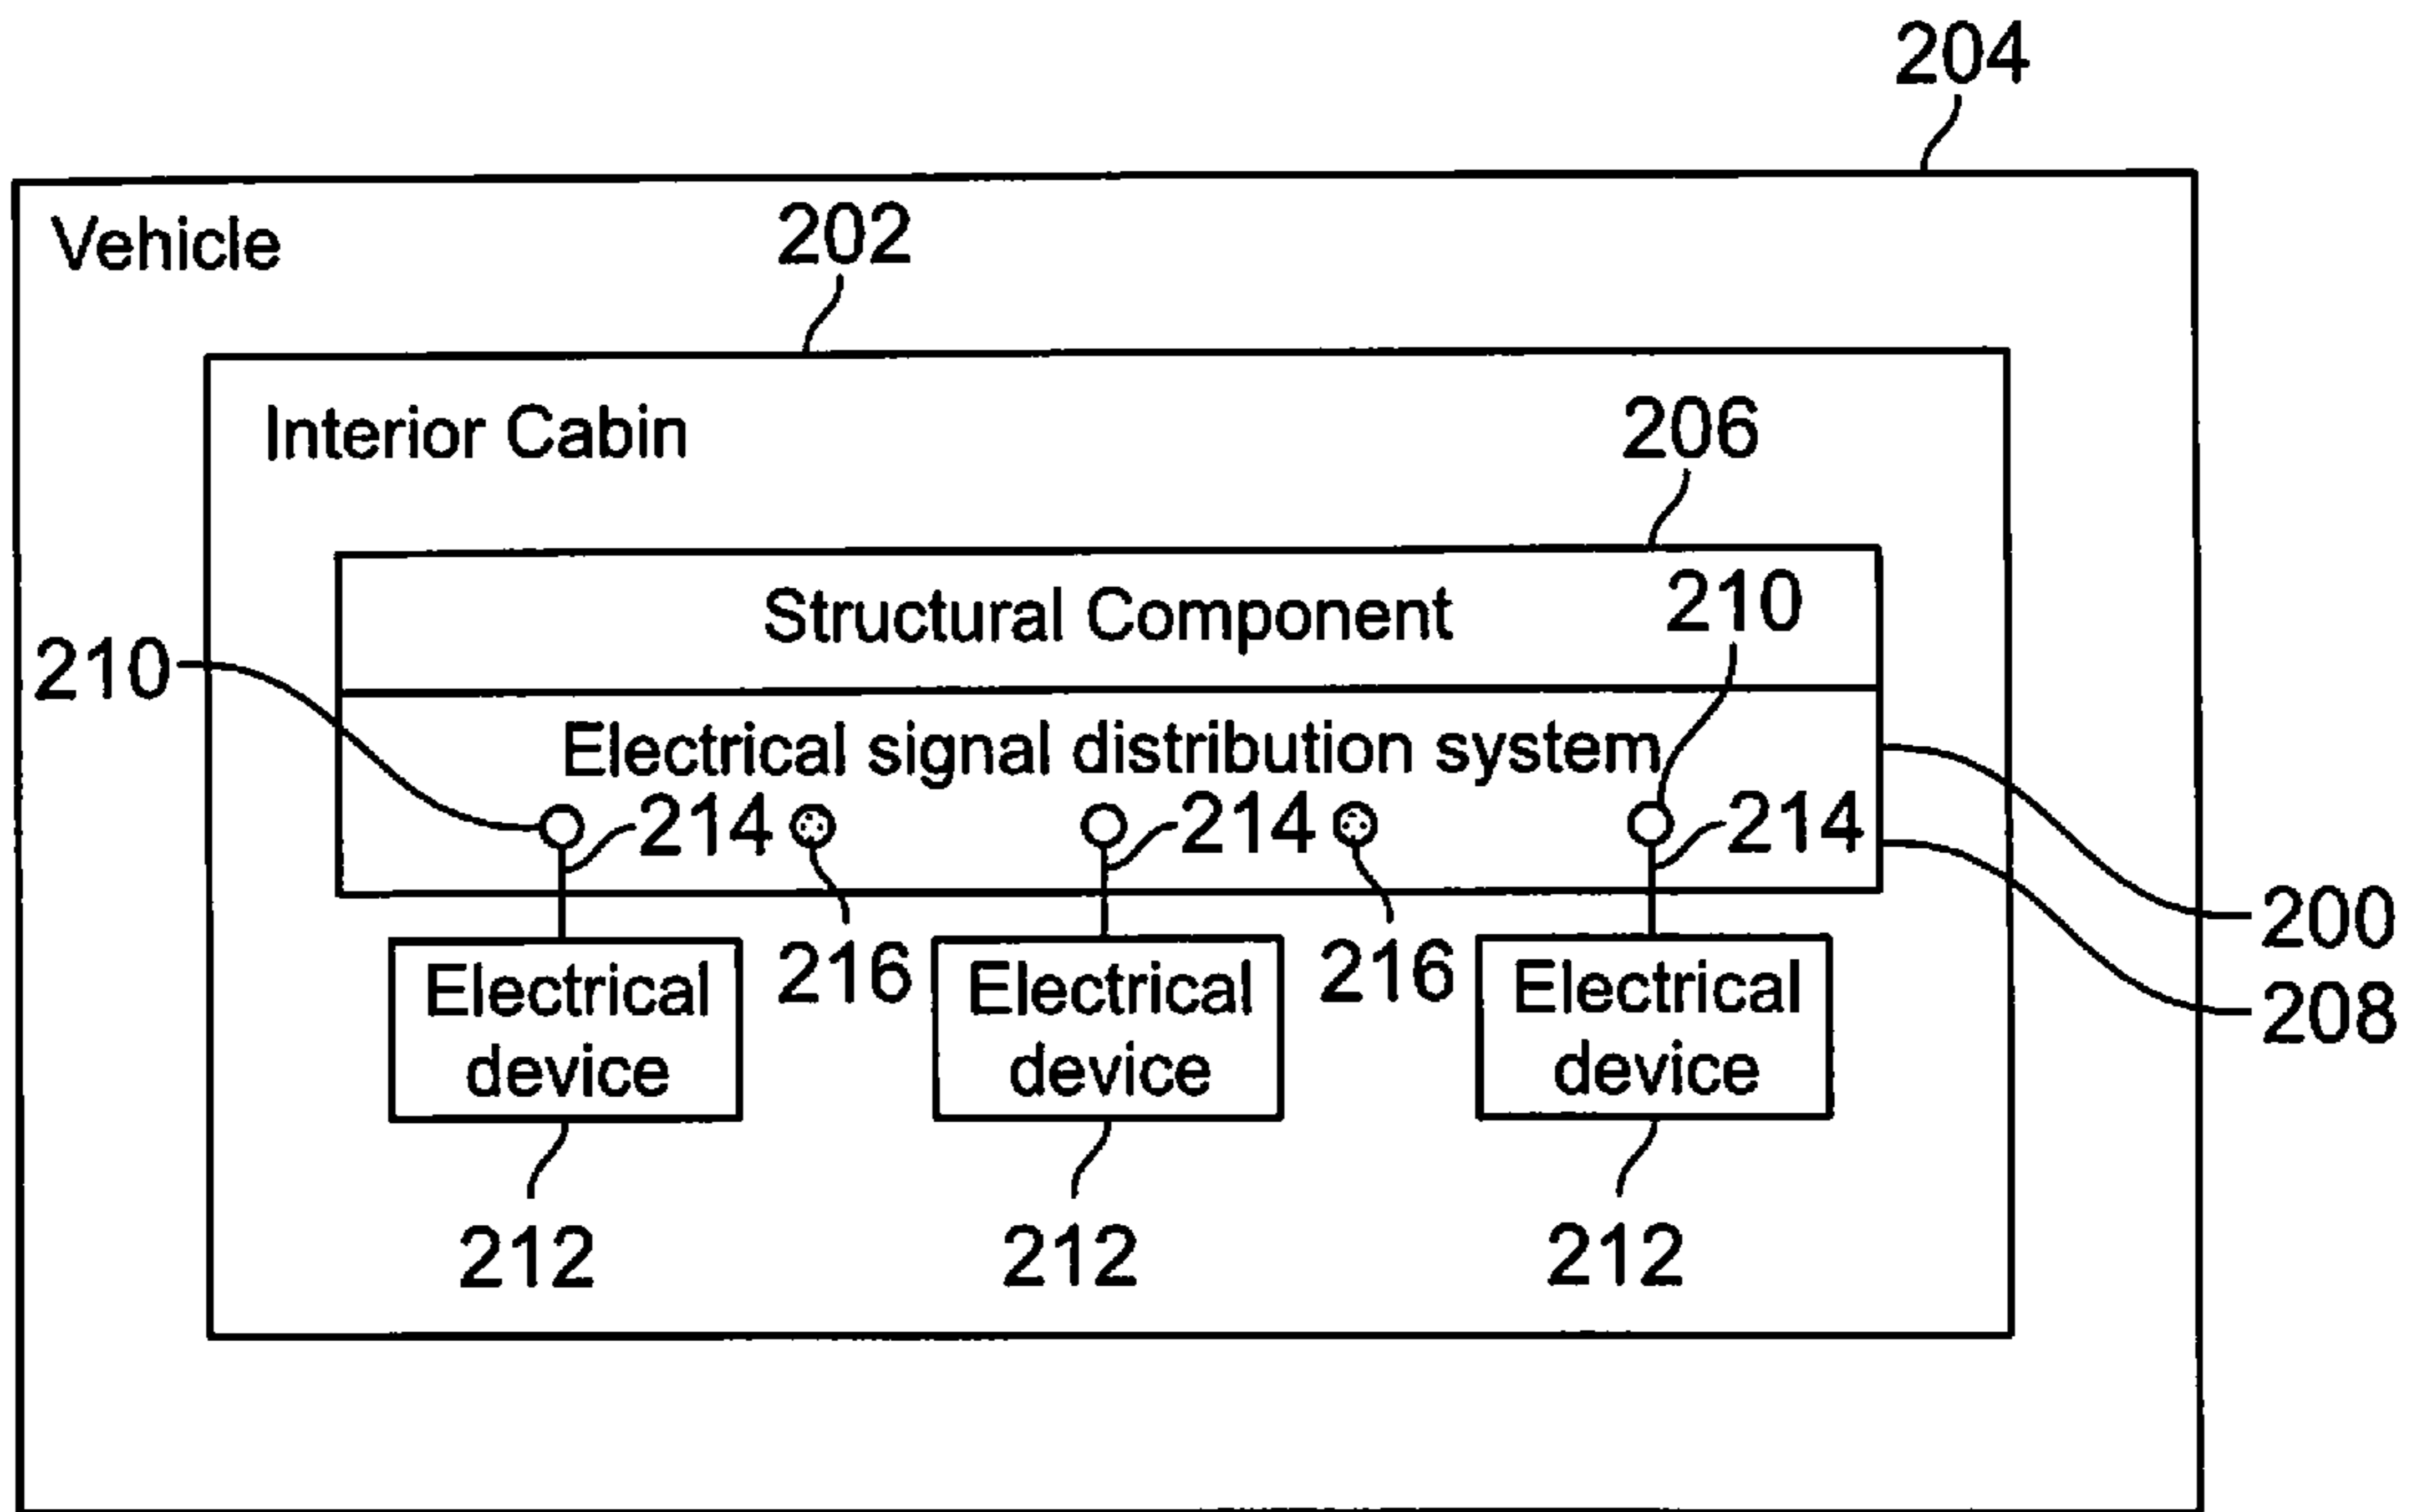 204
Vehicle
202
Interior Cabin
206
Structural Component
210
210
Electrical signal distribution system
214
214
214
200
216
216
208
Electrical
device
Electrical
device
Electrical
device
212
212
212